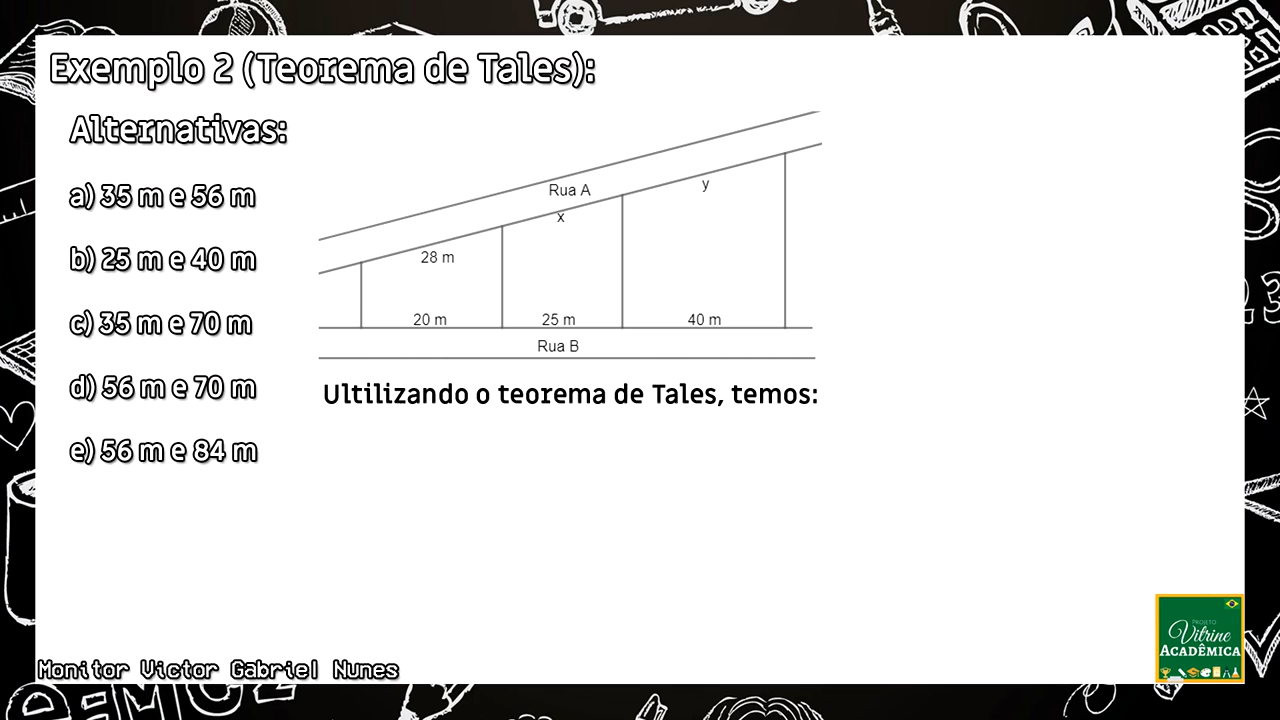 Exemplo 2 (Teorema de Tales):
Alternativas:
a) 35 m e 56 m
b) 25 m e 40 m
c) 35 m e 70 m
d) 56 m e 70 m
e) 56 m e 84 m
Rua A
y
x
28 m
20 m
25 m
40 m
Rua B
Ultilizando o teorema de Tales, temos:
PROJETO
Vitrine
ACADÊMICA
Monitor Victor Gabriel Nunes